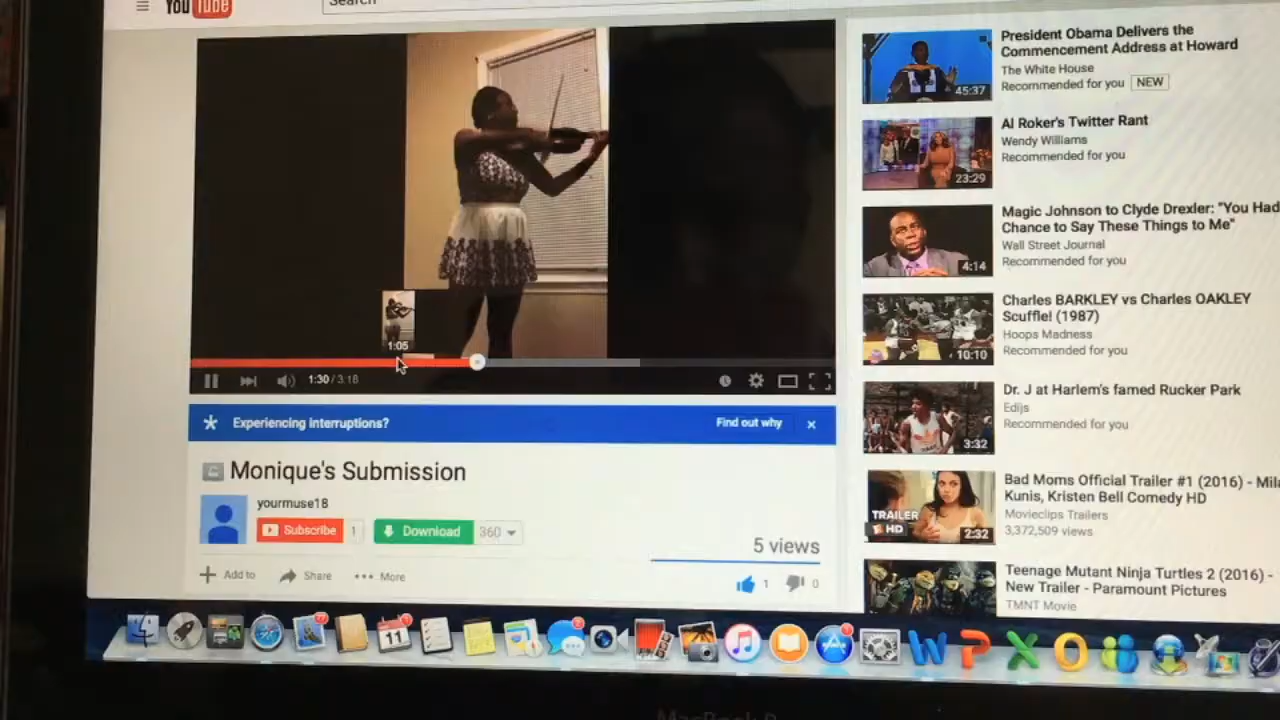 YouTube
Search
1:05
1:30 / 3:18
Experiencing interruptions?
Find out why
Monique's Submission
yourmuse18
Subscribe 1
Download 360
5 views
Add to
Share
More
1
0
President Obama Delivers the
Commencement Address at Howard
The White House
Recommended for you NEW
45:37
Al Roker's Twitter Rant
Wendy Williams
Recommended for you
23:29
Magic Johnson to Clyde Drexler: "You Had
Chance to Say These Things to Me"
Wall Street Journal
Recommended for you
4:14
Charles BARKLEY vs Charles OAKLEY
Scuffle! (1987)
Hoops Madness
Recommended for you
10:10
Dr. J at Harlem's famed Rucker Park
Edijs
Recommended for you
3:32
Bad Moms Official Trailer #1 (2016) - Mila
Kunis, Kristen Bell Comedy HD
Movieclips Trailers
3,372,509 views
TRAILER
HD
2:32
Teenage Mutant Ninja Turtles 2 (2016) -
New Trailer - Paramount Pictures
TMNT Movie
11